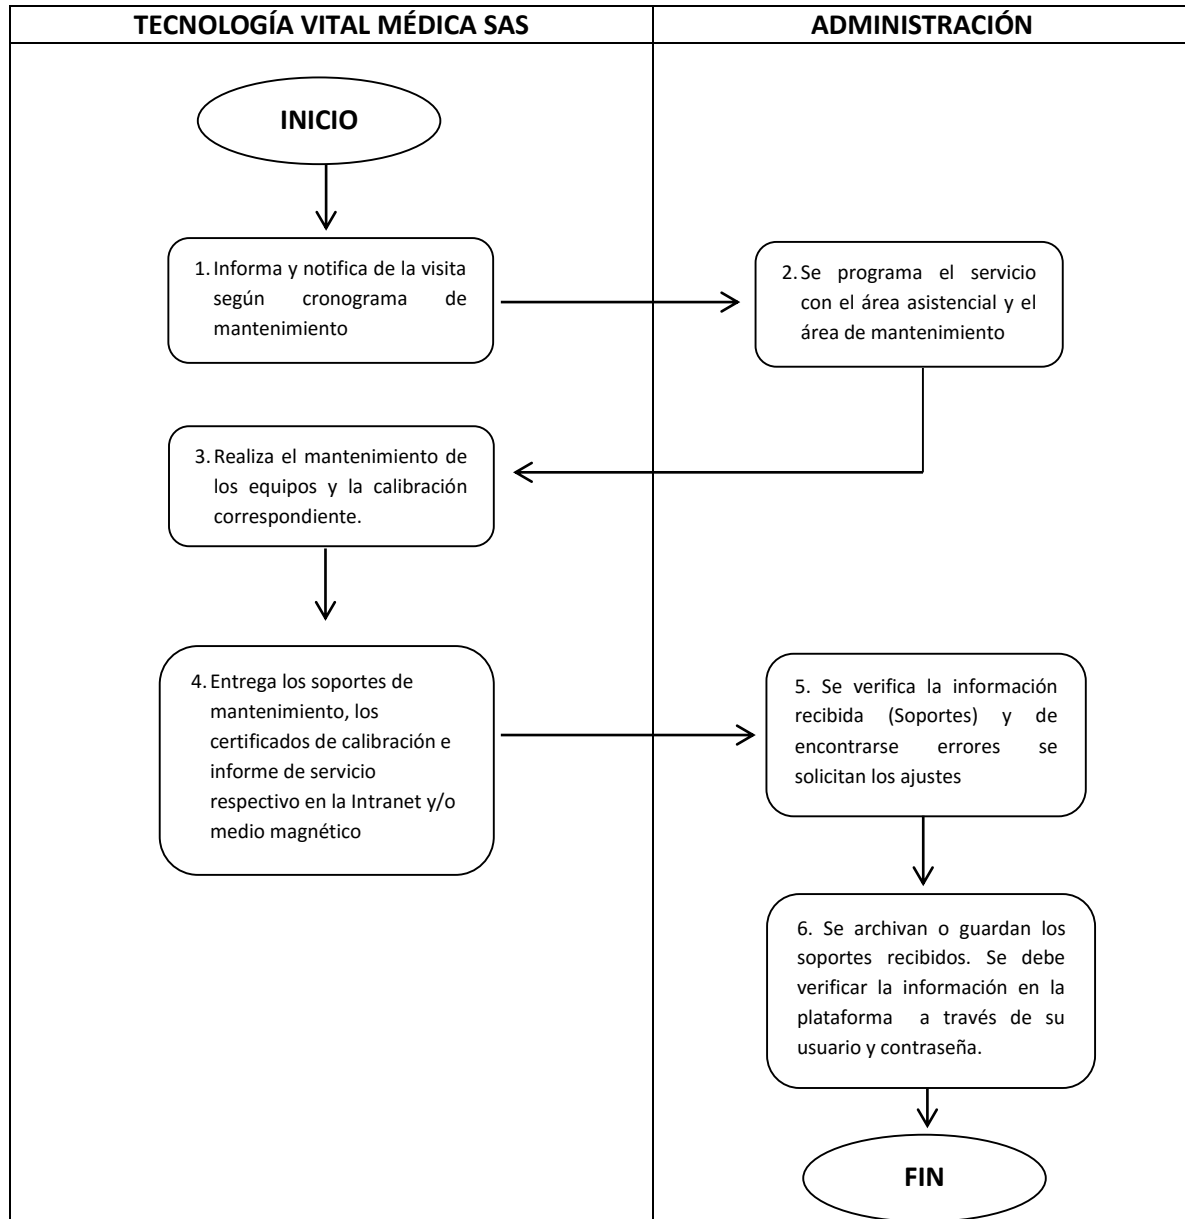 TECNOLOGÍA VITAL MÉDICA SAS
ADMINISTRACIÓN
INICIO
1. Informa y notifica de la visita
según cronograma de
mantenimiento
2. Se programa el servicio
con el área asistencial y el
área de mantenimiento
3. Realiza el mantenimiento de
los equipos y la calibración
correspondiente.
4. Entrega los soportes de
mantenimiento, los
certificados de calibración e
informe de servicio
respectivo en la Intranet y/o
medio magnético
5. Se verifica la información
recibida (Soportes) y de
encontrarse errores se
solicitan los ajustes
6. Se archivan o guardan los
soportes recibidos. Se debe
verificar la información en la
plataforma a través de su
usuario y contraseña.
FIN